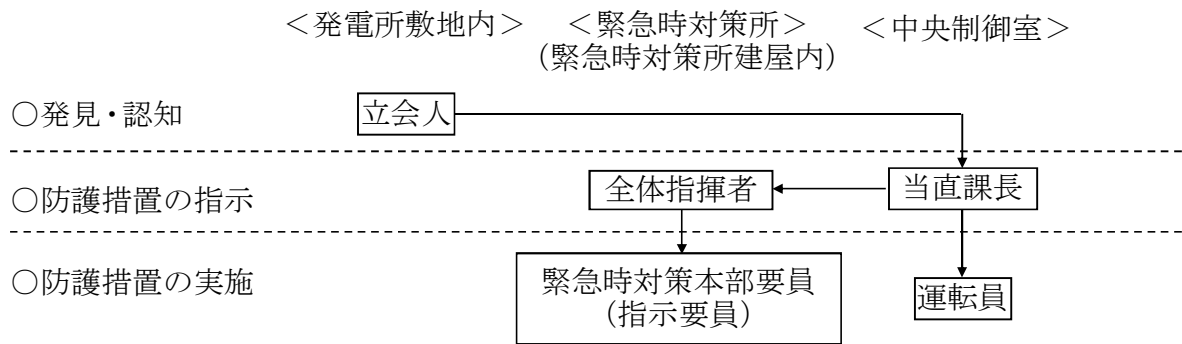 ＜発電所敷地内＞ ＜緊急時対策所＞ ＜中央制御室＞
（緊急時対策所建屋内）
○発見・認知 立会人
○防護措置の指示 全体指揮者 当直課長
○防護措置の実施 緊急時対策本部要員 運転員
（指示要員）